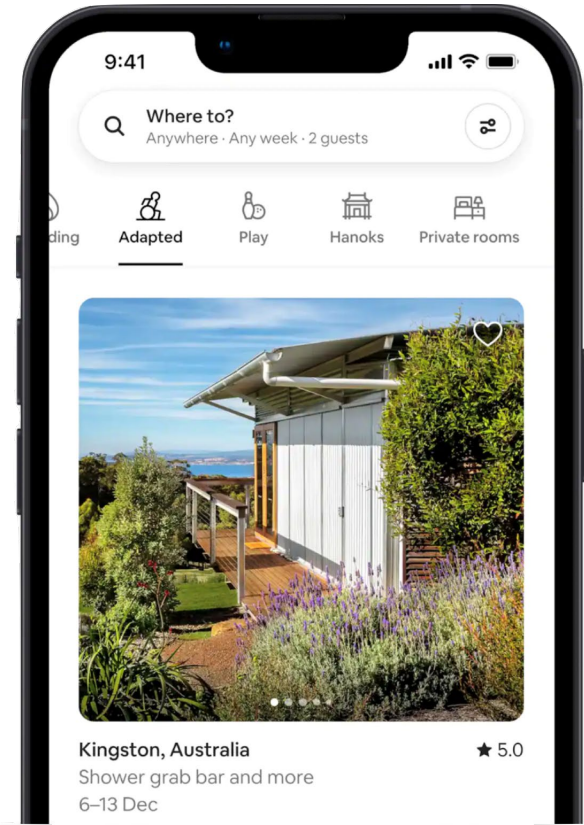 9:41
Where to?
Anywhere · Any week · 2 guests
ding
Adapted
Play
Hanoks
Private rooms
Kingston, Australia
5.0
Shower grab bar and more
6–13 Dec